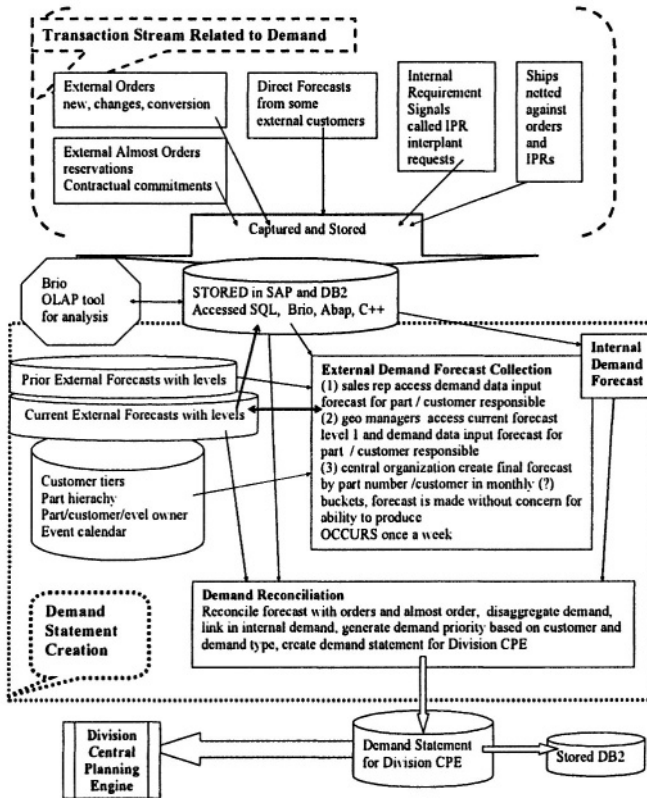 Transaction Stream Related to Demand
External Orders
new, changes, conversion
Direct Forecasts
from some
external customers
Internal
Requirement
Signals
called IPR
interplant
requests
Ships
netted
against
orders
and
IPRs
External Almost Orders
reservations
Contractual commitments
Captured and Stored
Brio
OLAP tool
for analysis
STORED in SAP and DB2
Accessed SQL, Brio, Abap, C++
Prior External Forecasts with levels
Current External Forecasts with levels
Customer tiers
Part hierachy
Part/customer/evel owner
Event calendar
External Demand Forecast Collection
(1) sales rep access demand data input
forecast for part / customer responsible
(2) geo managers access current forecast
level 1 and demand data input forecast for
part / customer responsible
(3) central organization create final forecast
by part number /customer in monthly (?)
buckets, forecast is made without concern for
ability to produce
OCCURS once a week
Internal
Demand
Forecast
Demand
Statement
Creation
Demand Reconciliation
Reconcile forecast with orders and almost order, disaggregate demand,
link in internal demand, generate demand priority based on customer and
demand type, create demand statement for Division CPE
Division
Central
Planning
Engine
Demand Statement
for Division CPE
Stored DB2